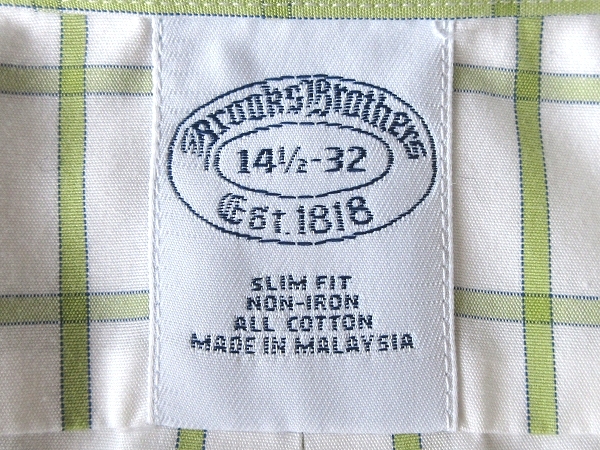 Brooks Brothers
14½-32
Est. 1818
SLIM FIT
NON-IRON
ALL COTTON
MADE IN MALAYSIA